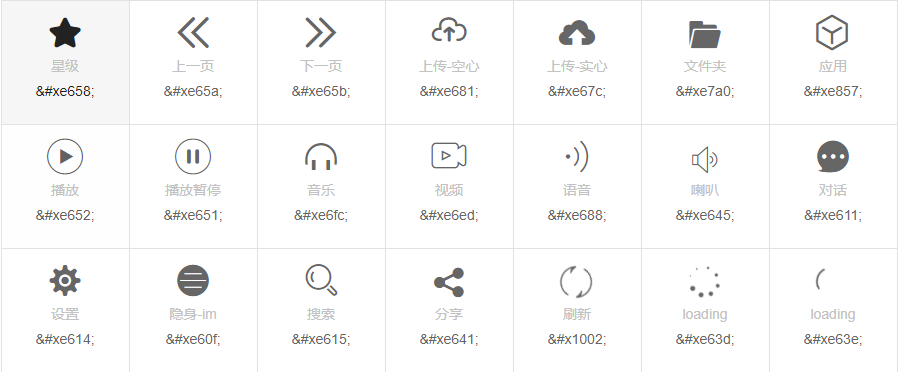 星级 上一页 下一页 上传-空心 上传-实心 文件夹 应用
&#xe658; &#xe65a; &#xe65b; &#xe681; &#xe67c; &#xe7a0; &#xe857;
播放 播放暂停 音乐 视频 语音 喇叭 对话
&#xe652; &#xe651; &#xe6fc; &#xe6ed; &#xe688; &#xe645; &#xe611;
设置 隐身-im 搜索 分享 刷新 loading loading
&#xe614; &#xe60f; &#xe615; &#xe641; &#x1002; &#xe63d; &#xe63e;